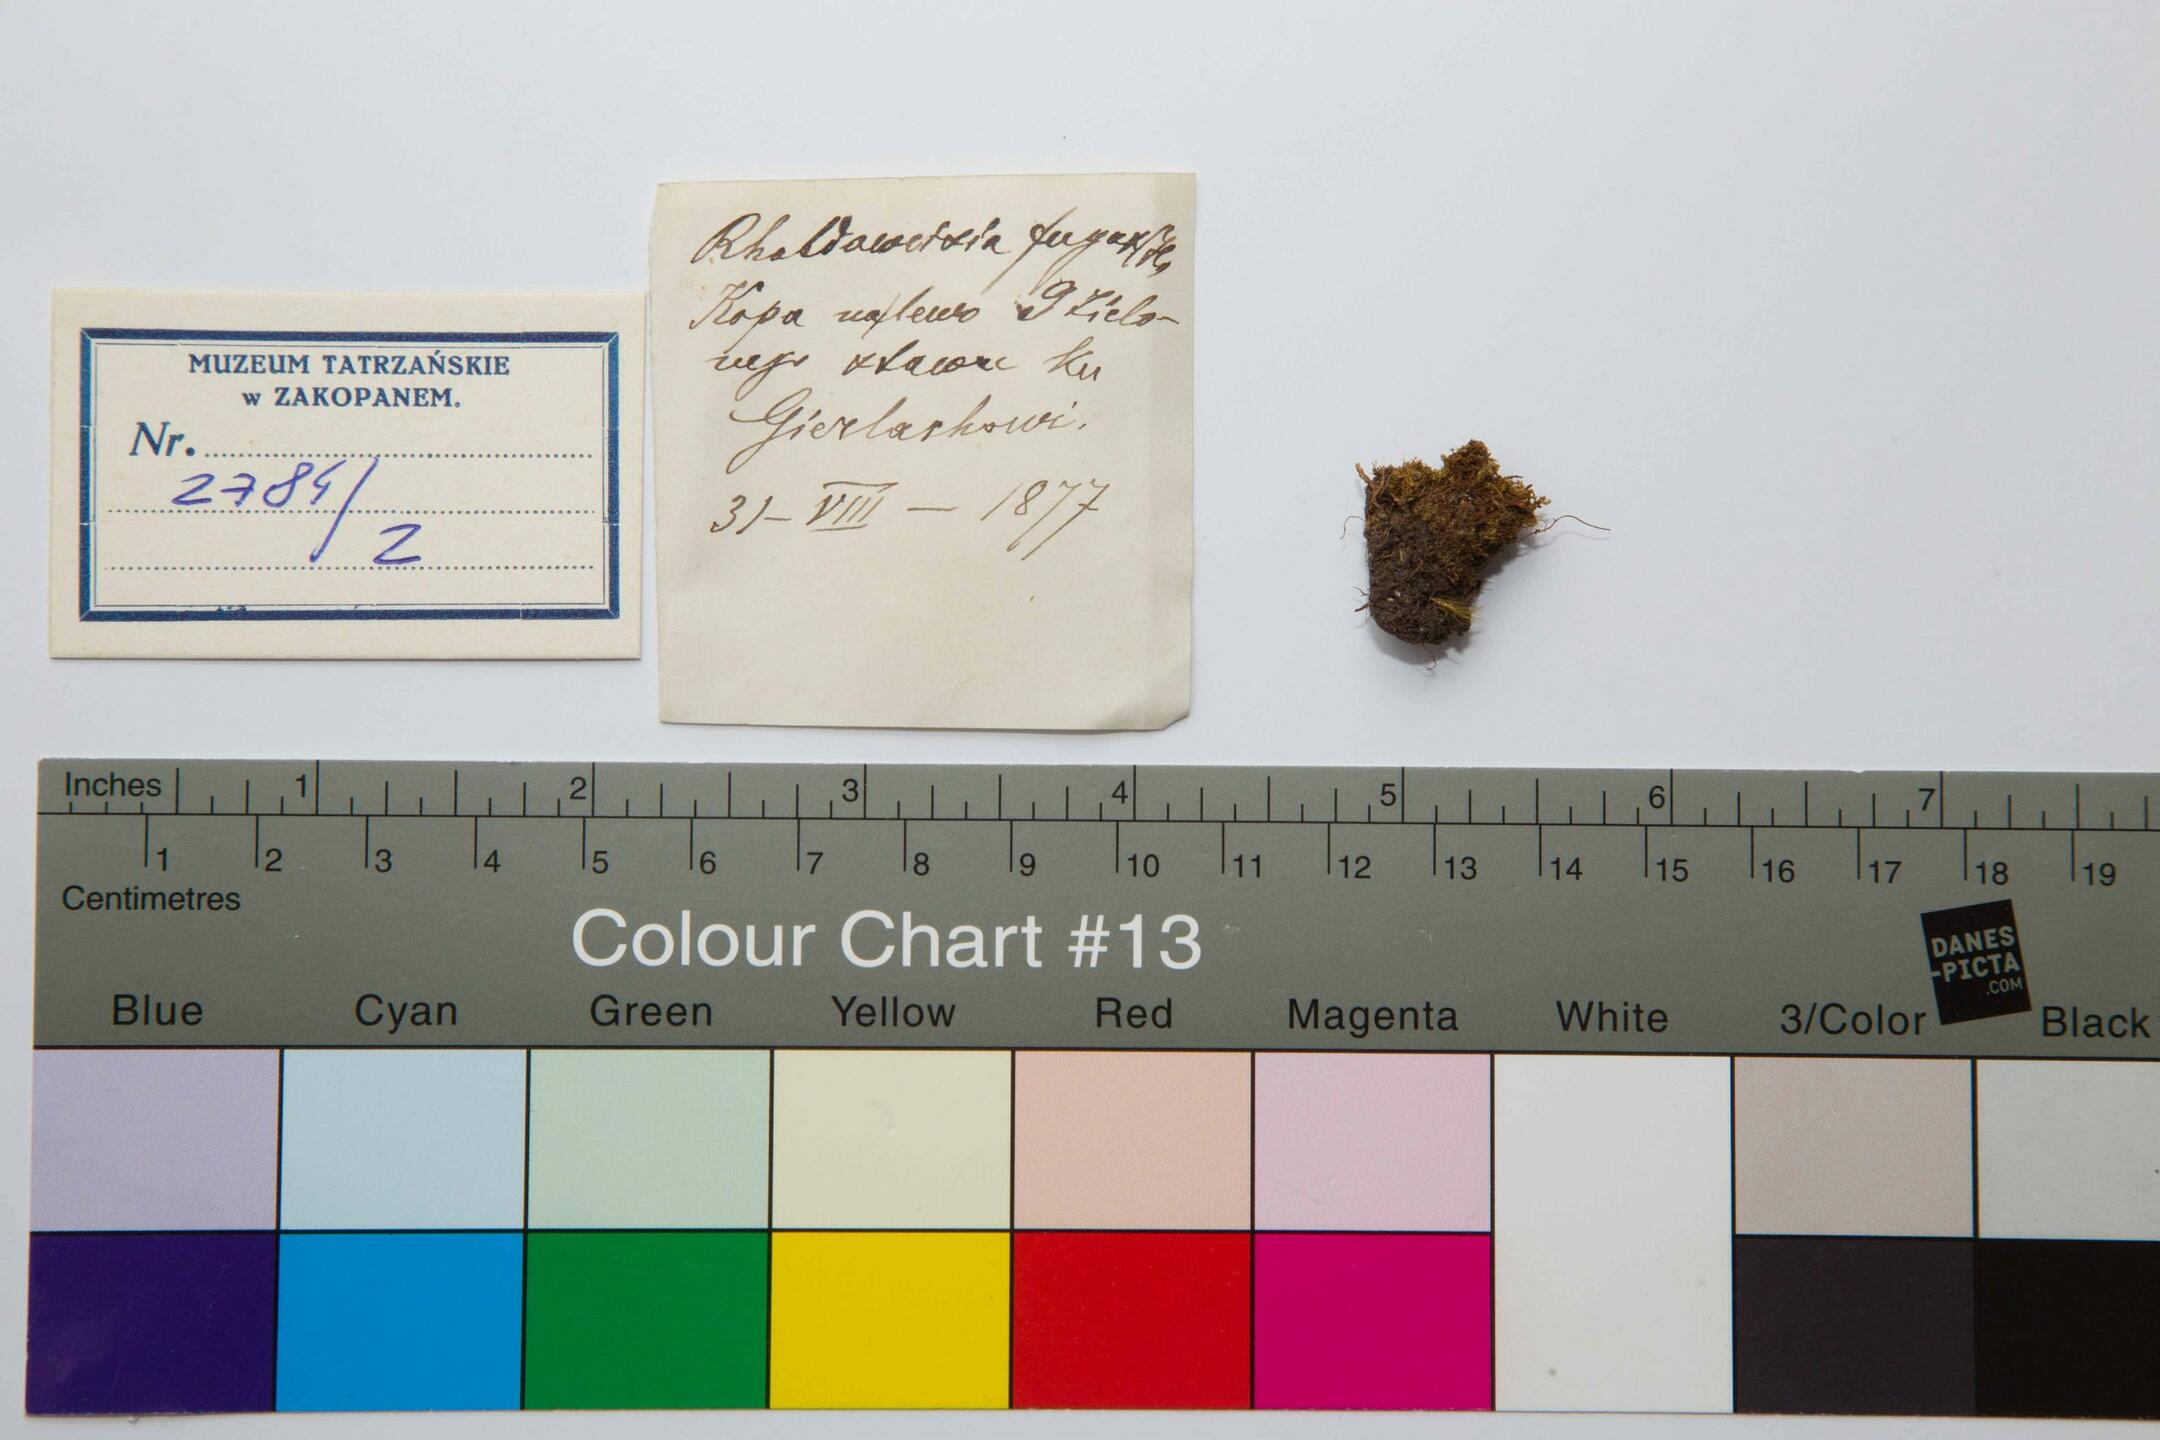 MUZEUM TATRZAŃSKIE
w ZAKOPANEM.
Nr.
2784/2
Rhabdoweisia fugax
Kopa na lewo Zielo-
nego stawu ku
Gierlachowi.
31-VIII-1877
Inches 1 2 3 4 5 6 7
1 2 3 4 5 6 7 8 9 10 11 12 13 14 15 16 17 18 19
Centimetres
Colour Chart #13
DANES
-PICTA
.COM
Blue Cyan Green Yellow Red Magenta White 3/Color Black